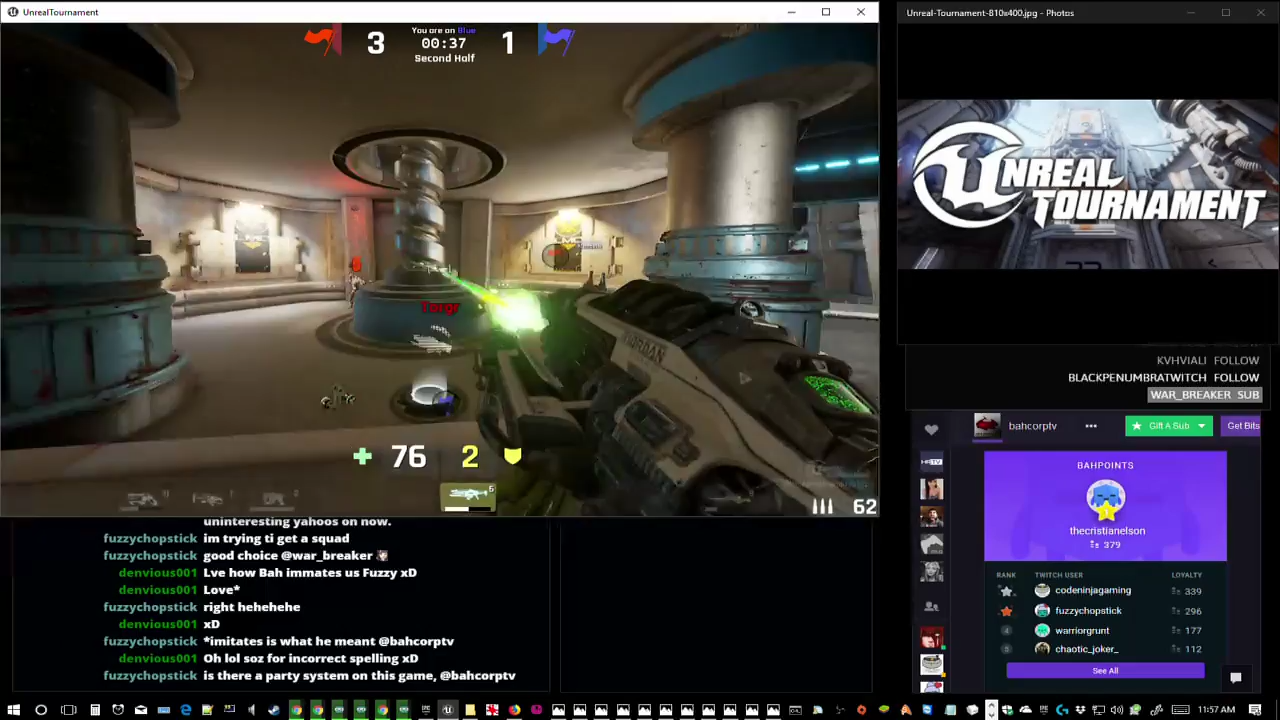 UnrealTournament
3
You are on Blue
00:37
Second Half
1
Torgr
76
2
5
62
Unreal-Tournament-810x400.jpg - Photos
UNREAL
TOURNAMENT
KVHVIALI FOLLOW
BLACKPENUMBRATWITCH FOLLOW
WAR_BREAKER SUB
bahcorptv
Gift A Sub
Get Bits
BAHPOINTS
1
thecristianelson
379
RANK TWITCH USER LOYALTY
codeninjagaming 339
fuzzychopstick 296
4 warriorgrunt 177
5 chaotic_joker_ 112
See All
uninteresting yahoos on now.
fuzzychopstick im trying ti get a squad
fuzzychopstick good choice @war_breaker
denvious001 Lve how Bah immates us Fuzzy xD
denvious001 Love*
fuzzychopstick right hehehehe
denvious001 xD
fuzzychopstick *imitates is what he meant @bahcorptv
denvious001 Oh lol soz for incorrect spelling xD
fuzzychopstick is there a party system on this game, @bahcorptv
11:57 AM